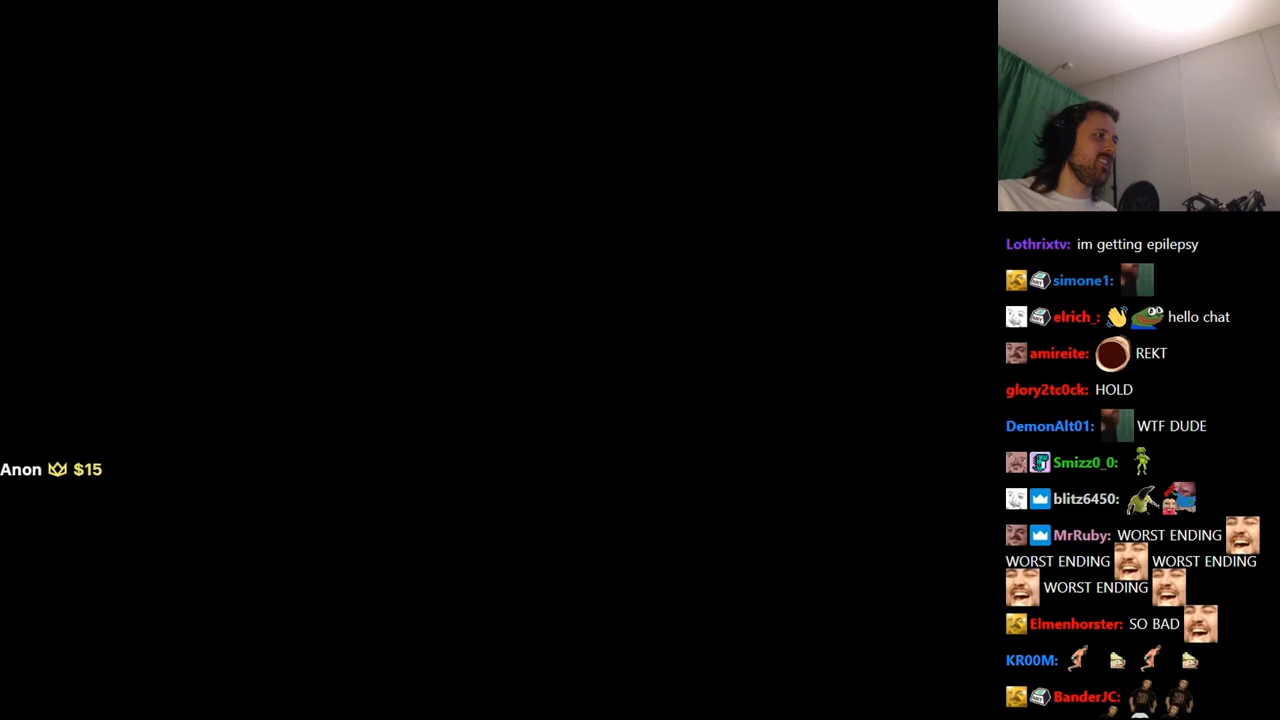 Lothrixtv: im getting epilepsy
simone1:
elrich_: hello chat
amireite: REKT
glory2tc0ck: HOLD
DemonAlt01: WTF DUDE
Smizz0_0:
blitz6450:
MrRuby: WORST ENDING
WORST ENDING WORST ENDING
WORST ENDING
Elmenhorster: SO BAD
KR00M:
BanderJC:
Anon $15